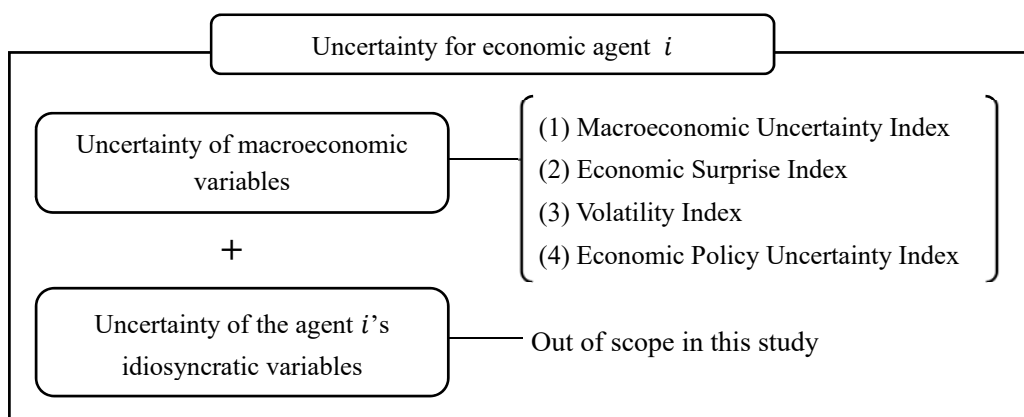 Uncertainty for economic agent i
Uncertainty of macroeconomic
variables
(1) Macroeconomic Uncertainty Index
(2) Economic Surprise Index
(3) Volatility Index
(4) Economic Policy Uncertainty Index
+
Uncertainty of the agent i's
idiosyncratic variables
Out of scope in this study